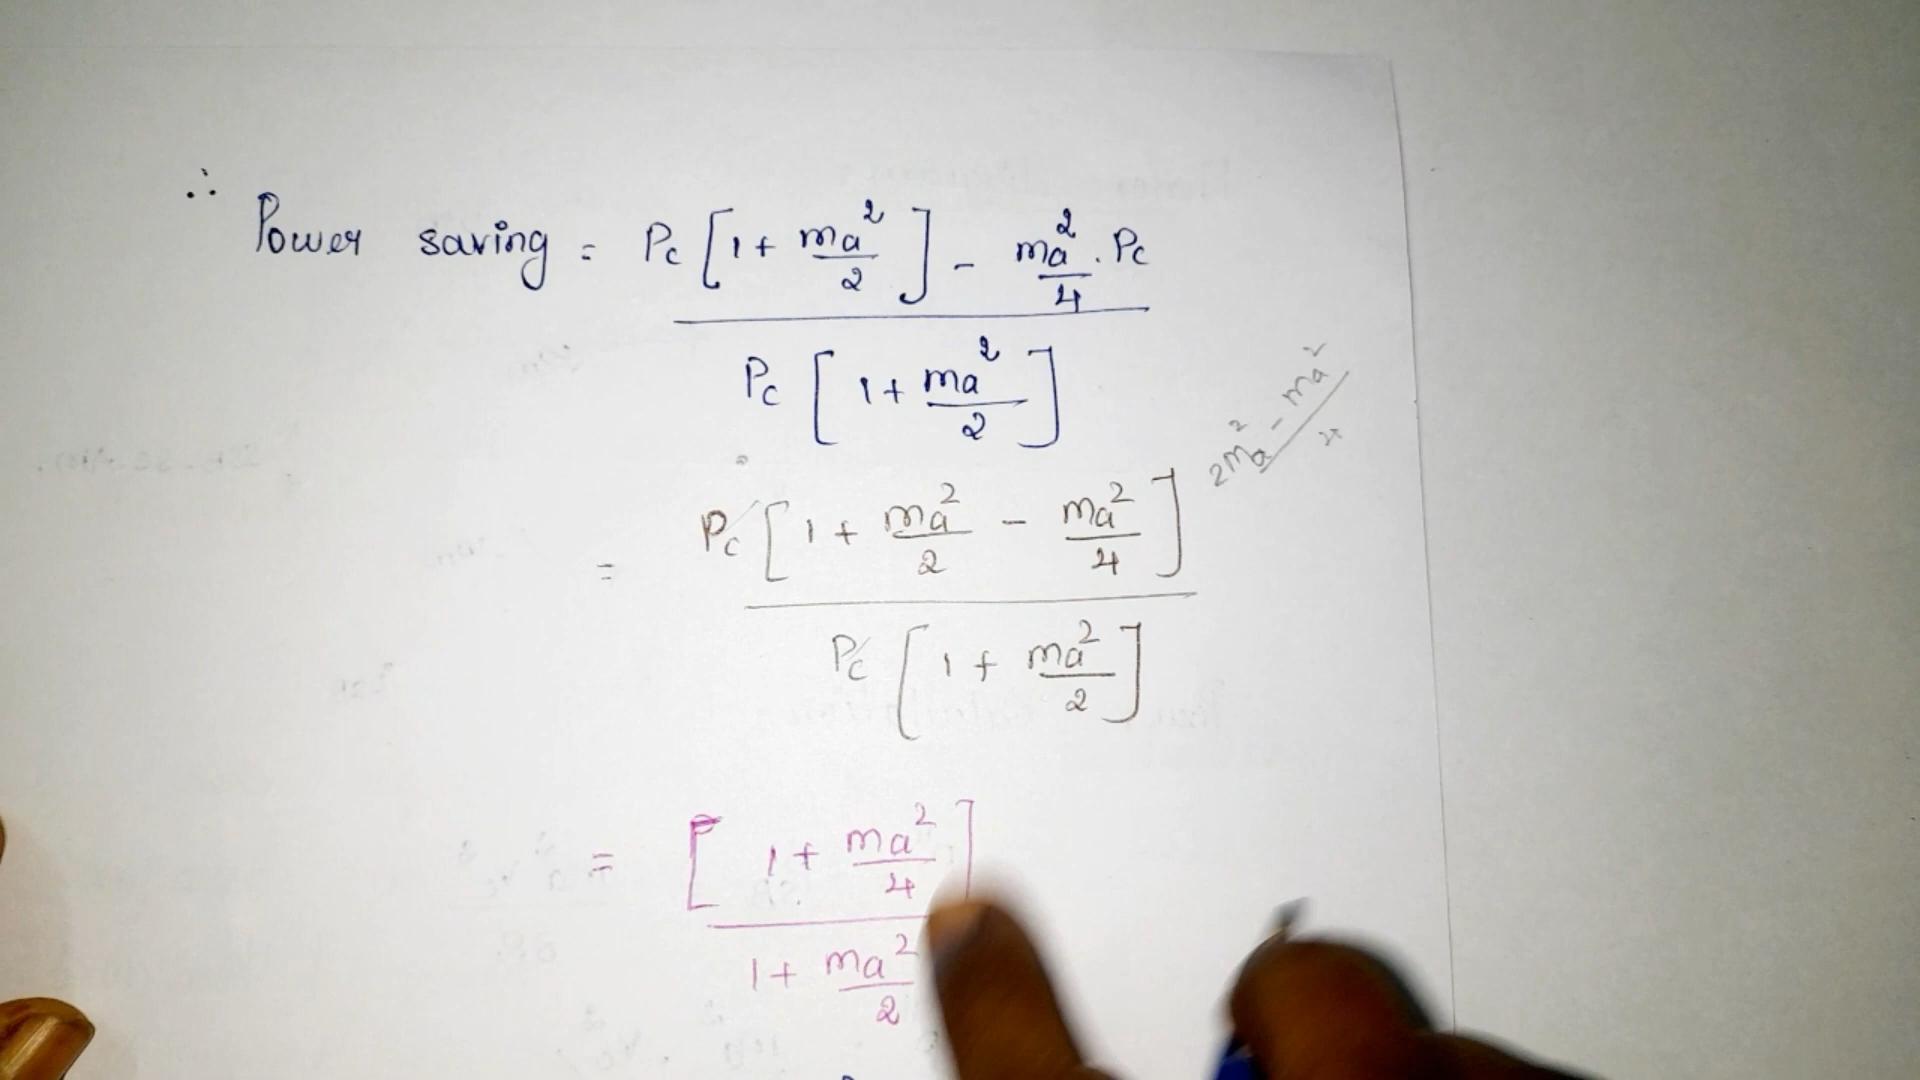 ∴ Power saving = Pc [1 + ma²/2] - ma²/4 . Pc
Pc [1 + ma²/2]
2ma² - ma²/4
= Pc [1 + ma²/2 - ma²/4]
Pc [1 + ma²/2]
= [1 + ma²/4]
1 + ma²/2